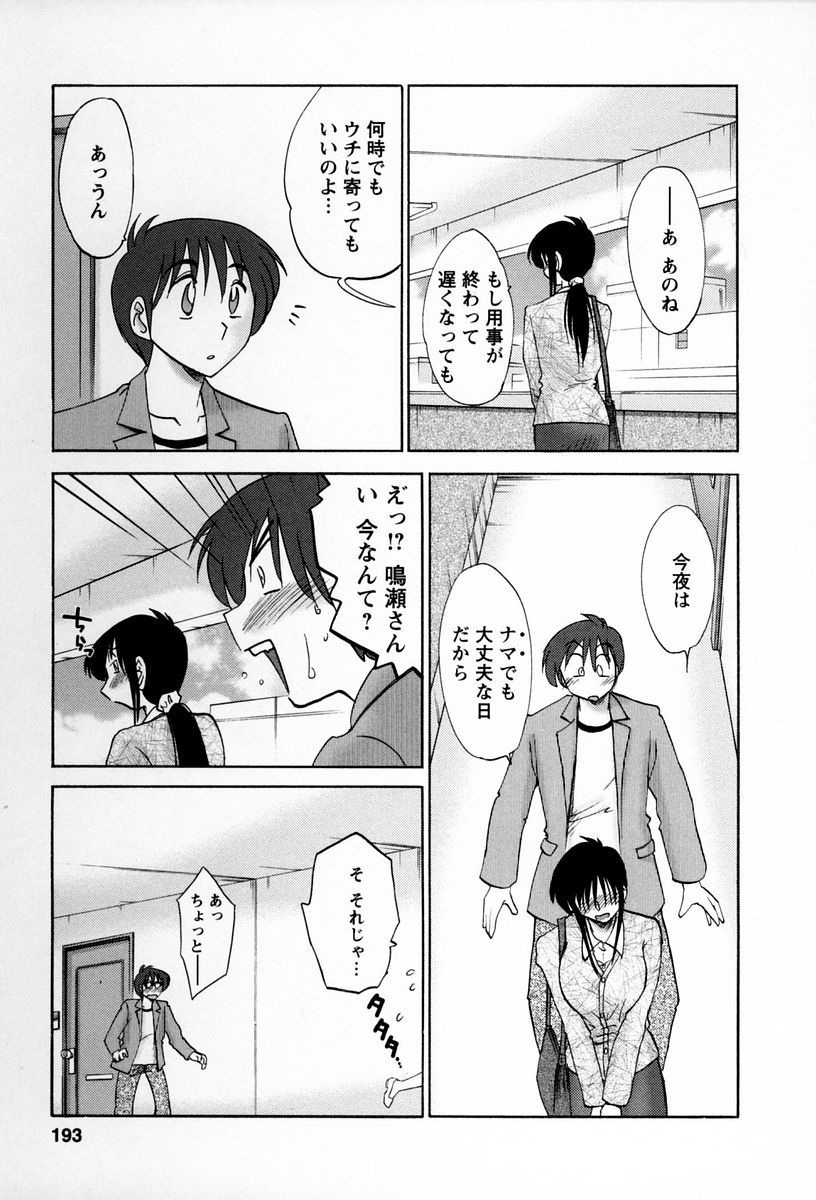 ――あ あのね
もし用事が
終わって
遅くなっても
何時でも
ウチに寄っても
いいのよ…
あっうん
今夜は
ナマでも
大丈夫な日
だから
えっ!? 鳴瀬さん
い 今なんて?
ちらっ
そ それじゃ…
タタタ…
あっ
ちょっと――
193